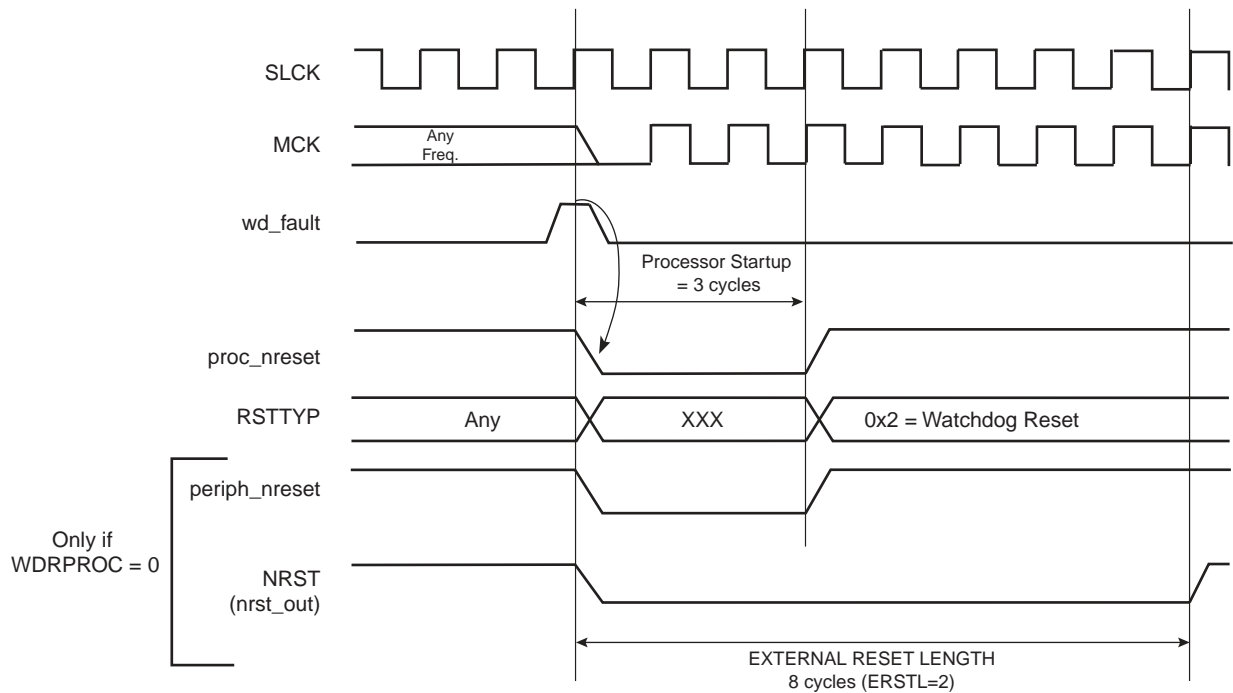 SLCK
MCK
Any
Freq.
wd_fault
Processor Startup
= 3 cycles
proc_nreset
RSTTYP
Any
XXX
0x2 = Watchdog Reset
periph_nreset
Only if
WDRPROC = 0
NRST
(nrst_out)
EXTERNAL RESET LENGTH
8 cycles (ERSTL=2)